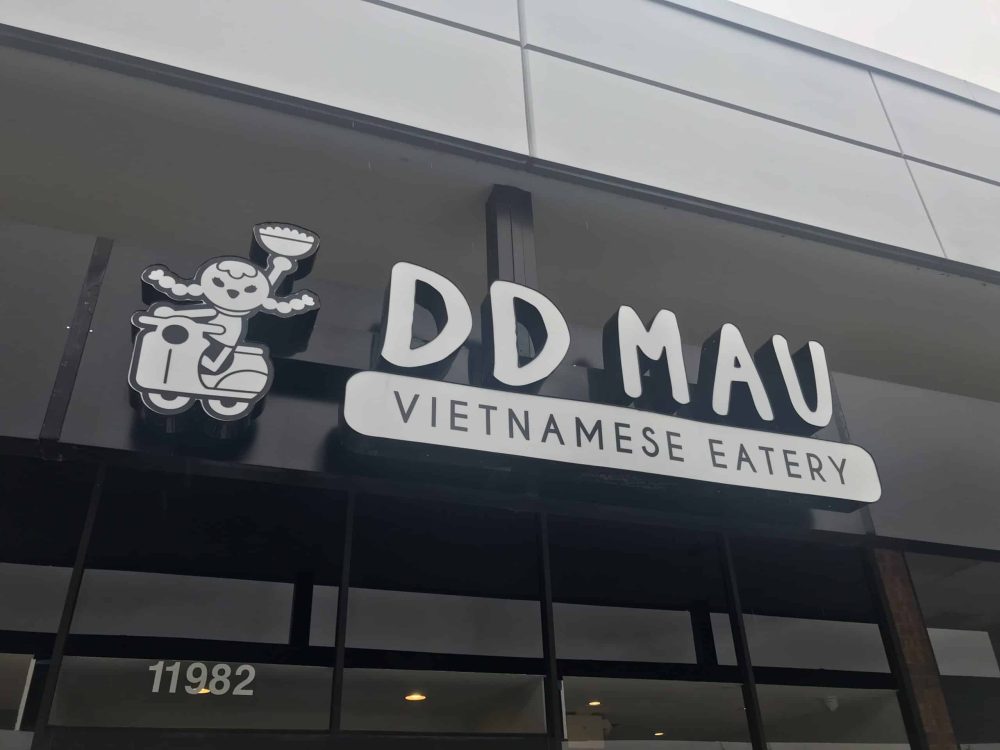 DD MAU
VIETNAMESE EATERY
11982